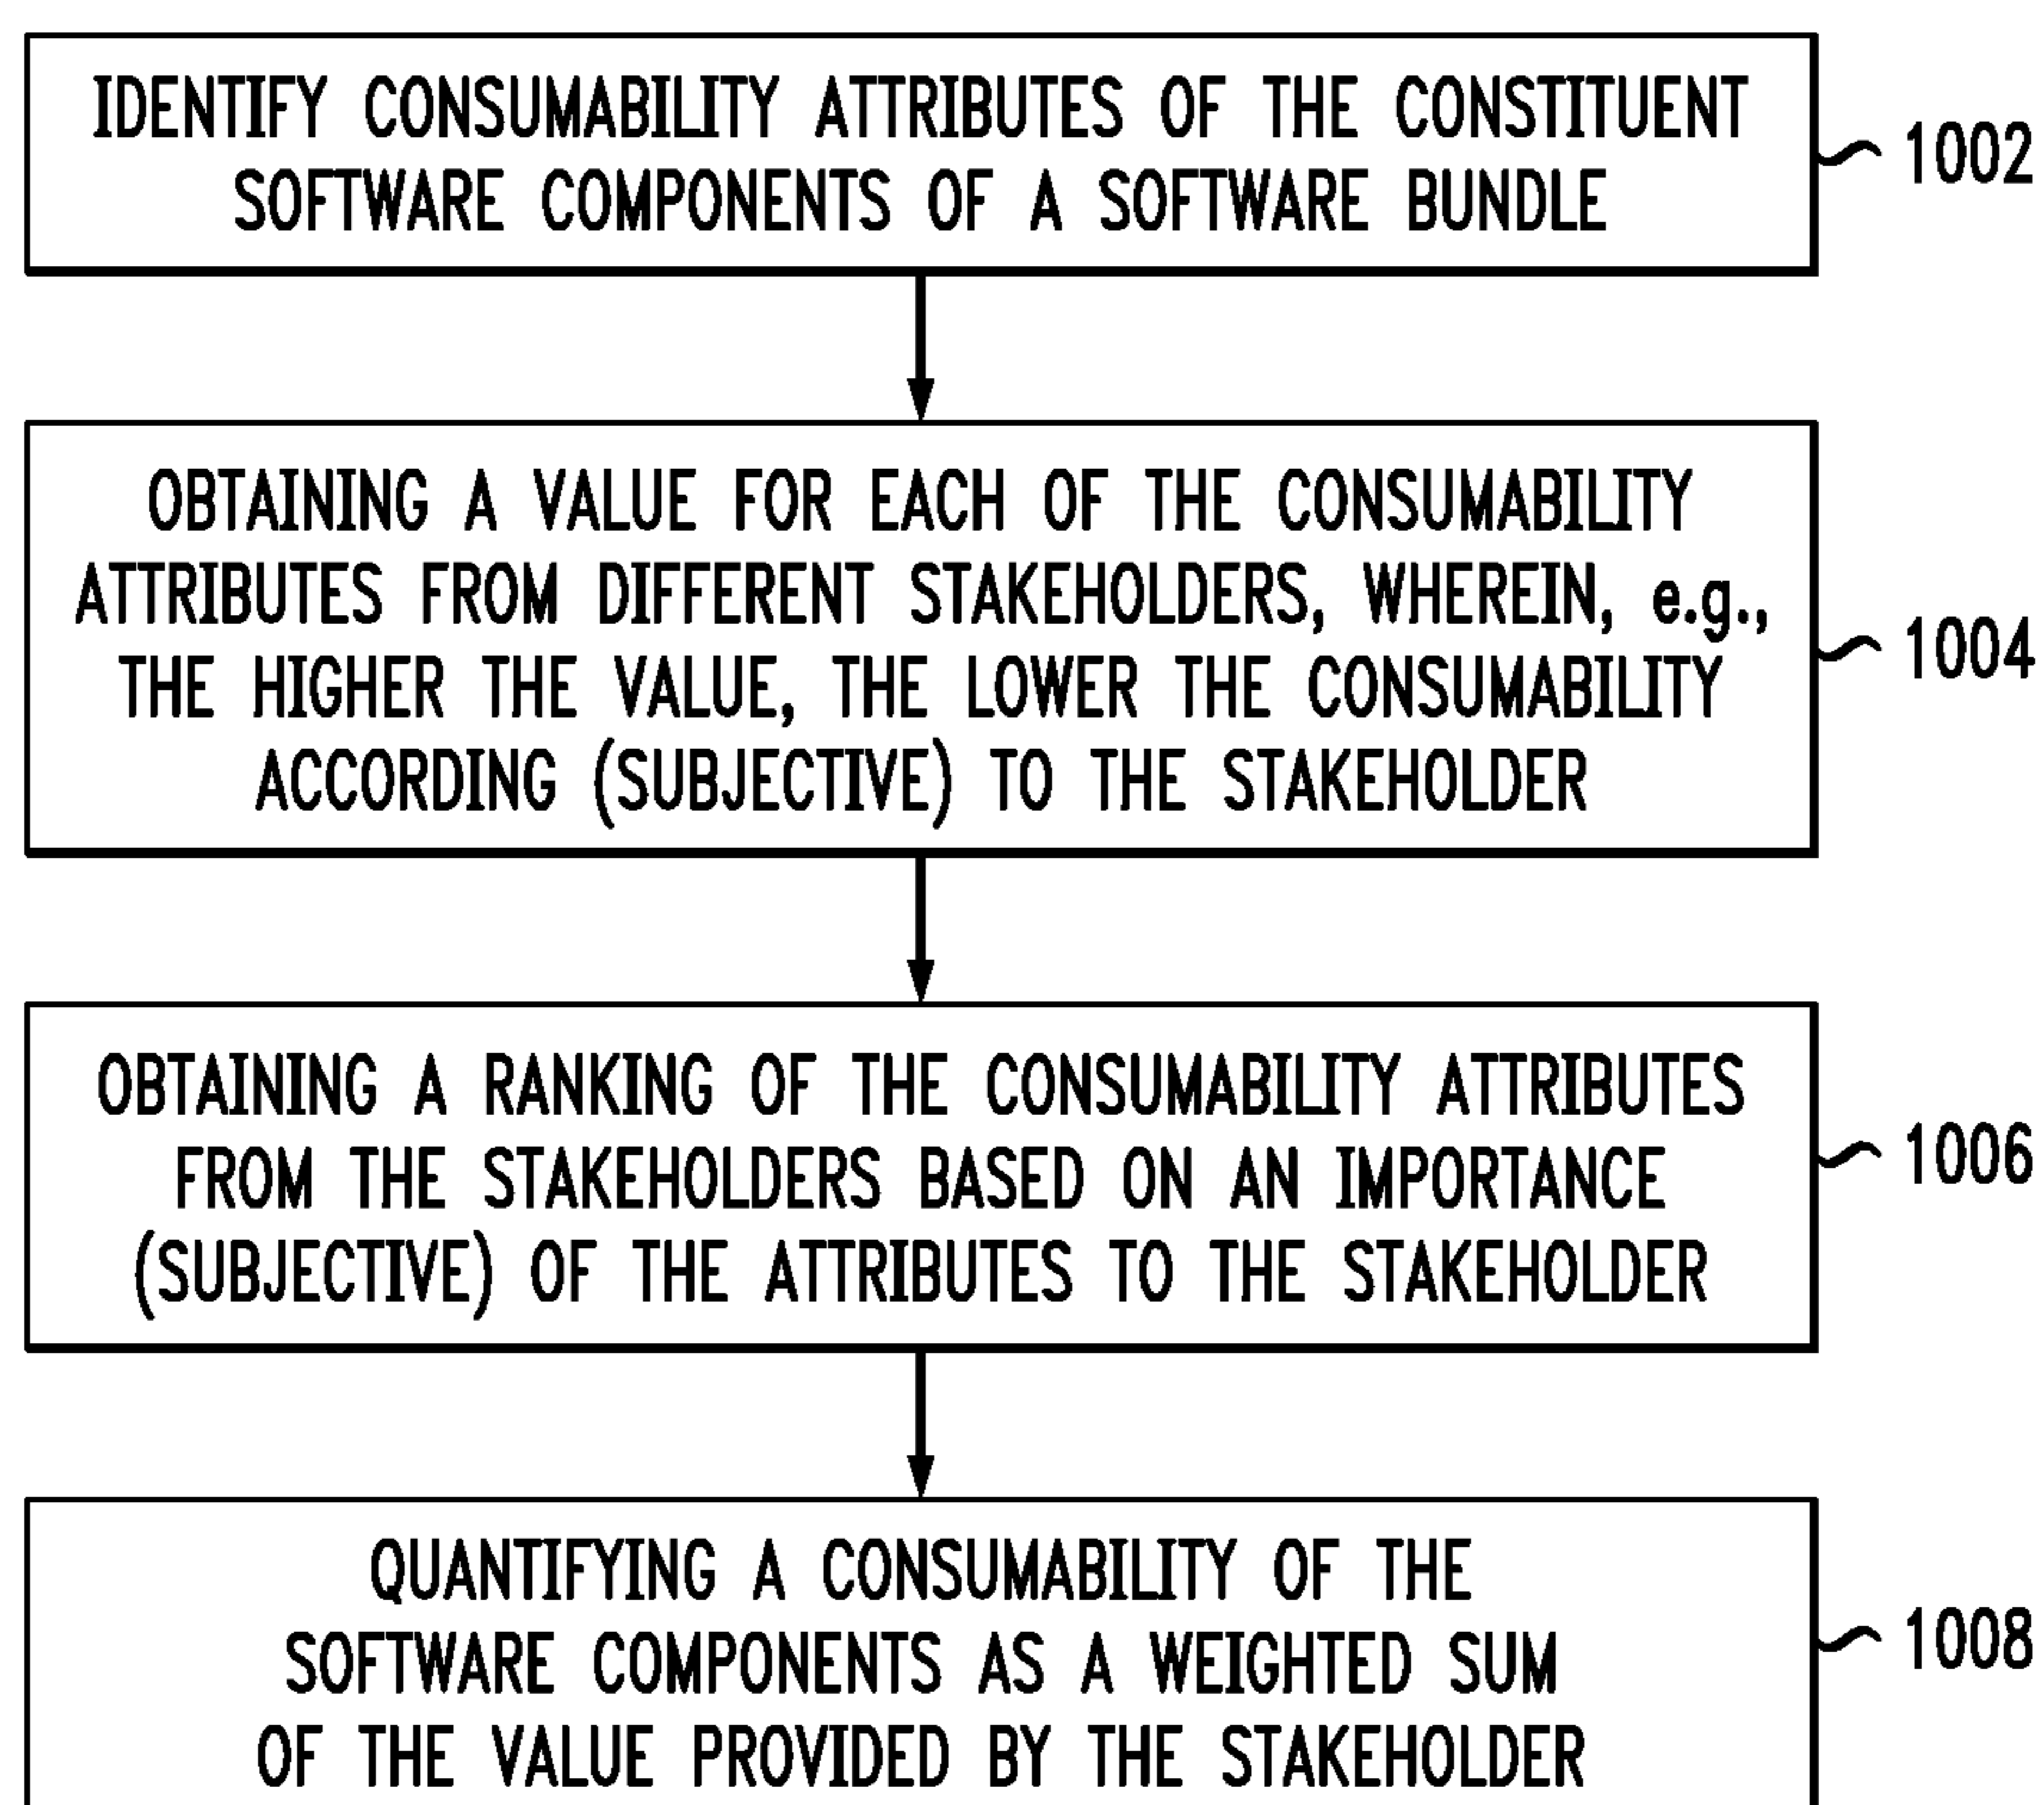 IDENTIFY CONSUMABILITY ATTRIBUTES OF THE CONSTITUENT
SOFTWARE COMPONENTS OF A SOFTWARE BUNDLE
1002
OBTAINING A VALUE FOR EACH OF THE CONSUMABILITY
ATTRIBUTES FROM DIFFERENT STAKEHOLDERS, WHEREIN, e.g.,
THE HIGHER THE VALUE, THE LOWER THE CONSUMABILITY
ACCORDING (SUBJECTIVE) TO THE STAKEHOLDER
1004
OBTAINING A RANKING OF THE CONSUMABILITY ATTRIBUTES
FROM THE STAKEHOLDERS BASED ON AN IMPORTANCE
(SUBJECTIVE) OF THE ATTRIBUTES TO THE STAKEHOLDER
1006
QUANTIFYING A CONSUMABILITY OF THE
SOFTWARE COMPONENTS AS A WEIGHTED SUM
OF THE VALUE PROVIDED BY THE STAKEHOLDER
1008